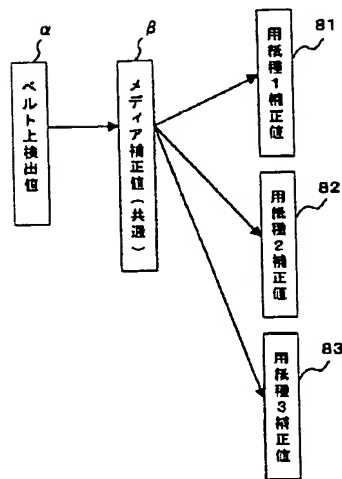 α
ベルト上検出値
β
メディア補正値(共通)
81
用紙種1補正値
82
用紙種2補正値
83
用紙種3補正値